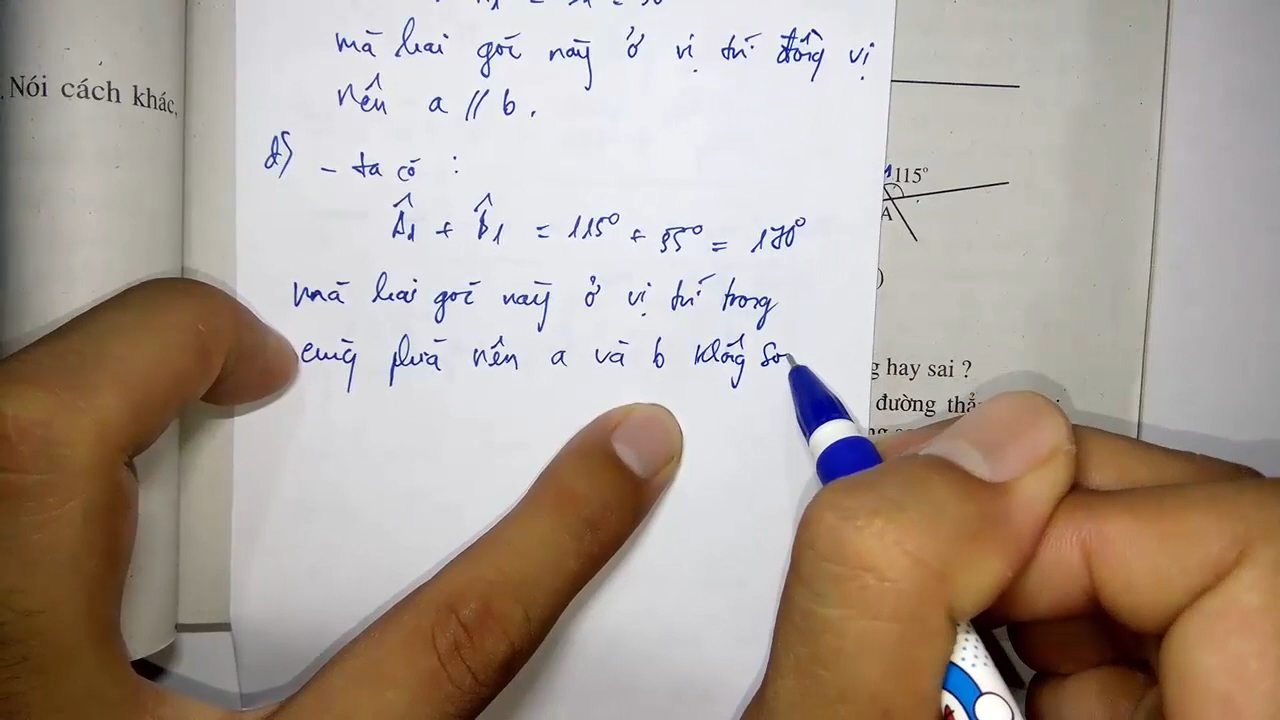 Nói cách khác,
mà hai góc này ở vị trí đồng vị
nên a // b.
d) - ta có :
Â1 + B̂1 = 115° + 55° = 170°
mà hai góc này ở vị trí trong
cùng phía nên a và b không so
1 115°
A
)
g hay sai ?
đường thẳ